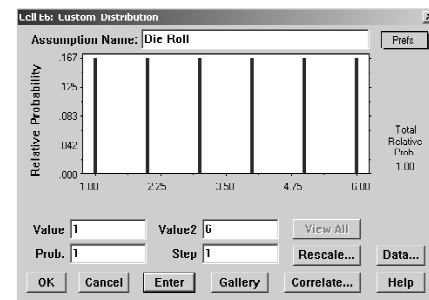 Cell E6: Custom Distribution
Assumption Name: Die Roll
Prefs
Relative Probability
.167
.125
.083
.042
.000
1.00 2.25 3.50 4.75 6.00
Total
Relative
Prob.
1.00
Value 1 Value2 6 View All
Prob. 1 Step 1 Rescale... Data...
OK Cancel Enter Gallery Correlate... Help